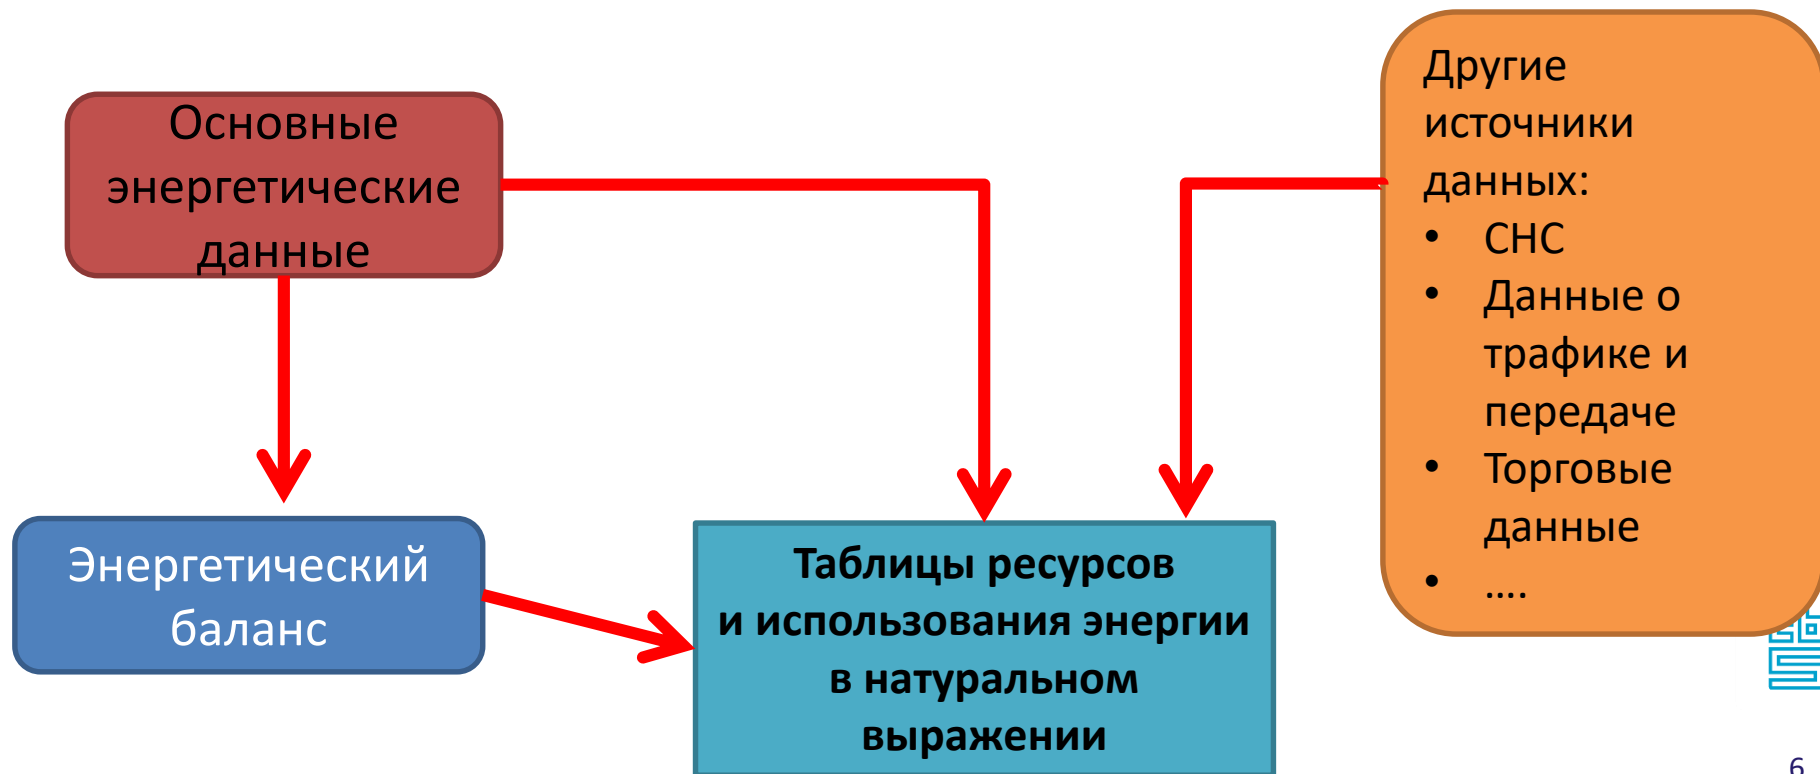 Основные
энергетические
данные
Другие
источники
данных:
• СНС
• Данные о
трафике и
передаче
• Торговые
данные
• ....
Энергетический
баланс
Таблицы ресурсов
и использования энергии
в натуральном
выражении
6